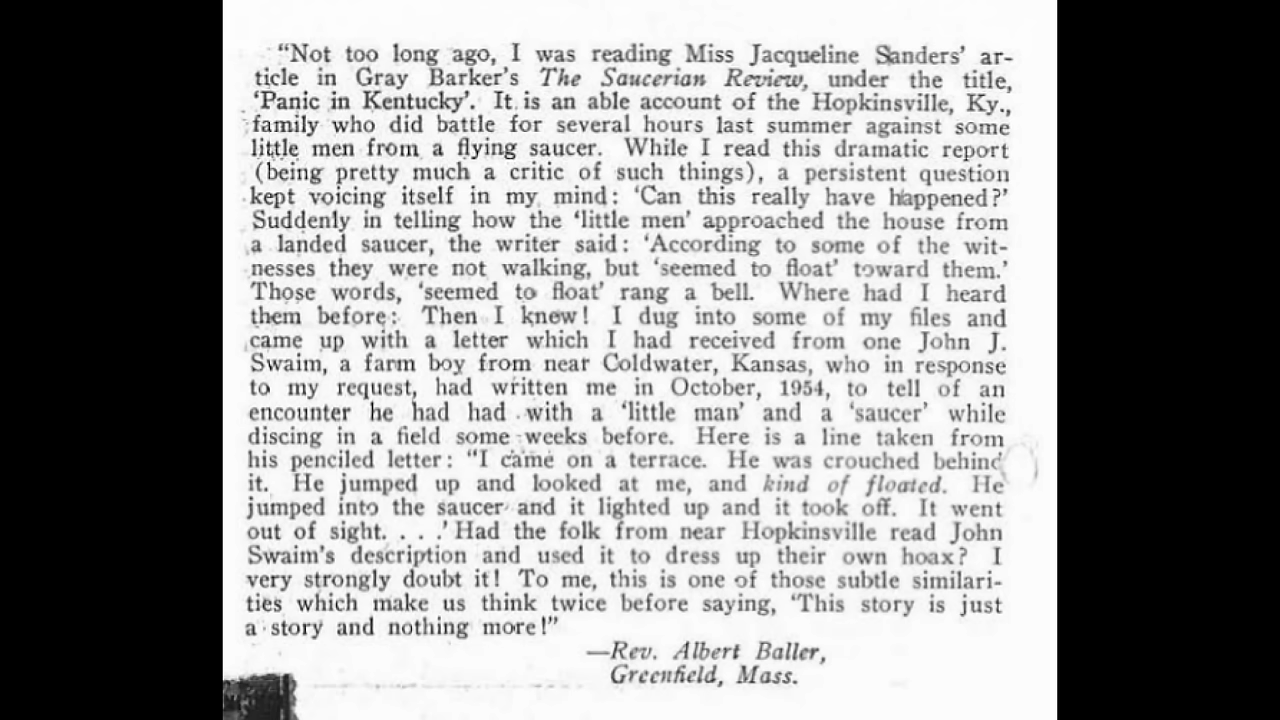 “Not too long ago, I was reading Miss Jacqueline Sanders’ ar-
ticle in Gray Barker’s The Saucerian Review, under the title,
‘Panic in Kentucky’. It is an able account of the Hopkinsville, Ky.,
family who did battle for several hours last summer against some
little men from a flying saucer. While I read this dramatic report
(being pretty much a critic of such things), a persistent question
kept voicing itself in my mind: ‘Can this really have happened?’
Suddenly in telling how the ‘little men’ approached the house from
a landed saucer, the writer said: ‘According to some of the wit-
nesses they were not walking, but ‘seemed to float’ toward them.’
Those words, ‘seemed to float’ rang a bell. Where had I heard
them before: Then I knew! I dug into some of my files and
came up with a letter which I had received from one John J.
Swaim, a farm boy from near Coldwater, Kansas, who in response
to my request, had written me in October, 1954, to tell of an
encounter he had had with a ‘little man’ and a ‘saucer’ while
discing in a field some weeks before. Here is a line taken from
his penciled letter: “I came on a terrace. He was crouched behind
it. He jumped up and looked at me, and kind of floated. He
jumped into the saucer and it lighted up and it took off. It went
out of sight. . . .’ Had the folk from near Hopkinsville read John
Swaim’s description and used it to dress up their own hoax? I
very strongly doubt it! To me, this is one of those subtle similari-
ties which make us think twice before saying, ‘This story is just
a story and nothing more!”
—Rev. Albert Baller,
Greenfield, Mass.